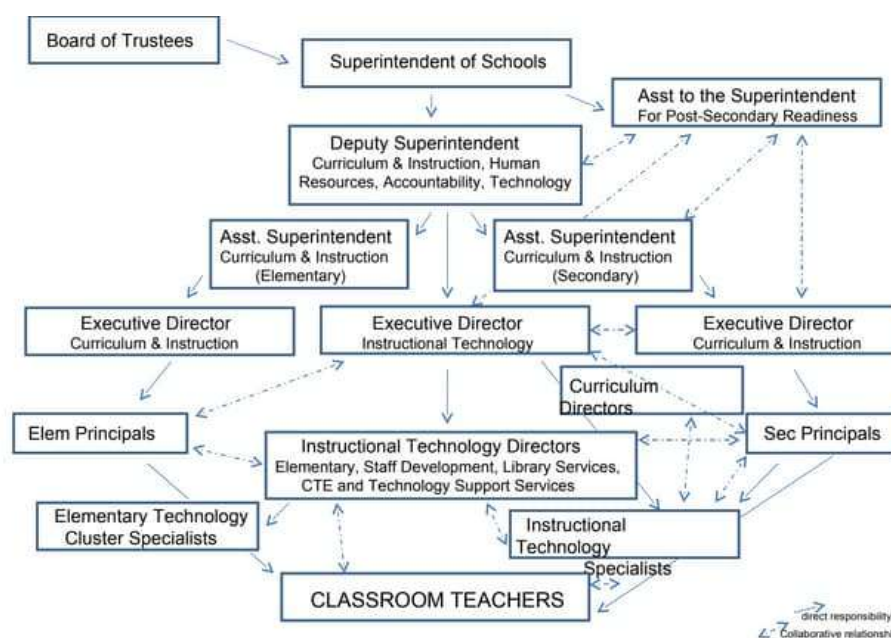 Board of Trustees
Superintendent of Schools
Asst to the Superintendent
For Post-Secondary Readiness
Deputy Superintendent
Curriculum & Instruction, Human
Resources, Accountability, Technology
Asst. Superintendent
Curriculum & Instruction
(Elementary)
Asst. Superintendent
Curriculum & Instruction
(Secondary)
Executive Director
Curriculum & Instruction
Executive Director
Instructional Technology
Executive Director
Curriculum & Instruction
Curriculum
Directors
Elem Principals
Instructional Technology Directors
Elementary, Staff Development, Library Services,
CTE and Technology Support Services
Sec Principals
Elementary Technology
Cluster Specialists
Instructional
Technology
Specialists
CLASSROOM TEACHERS
direct responsibility
Collaborative relationsh